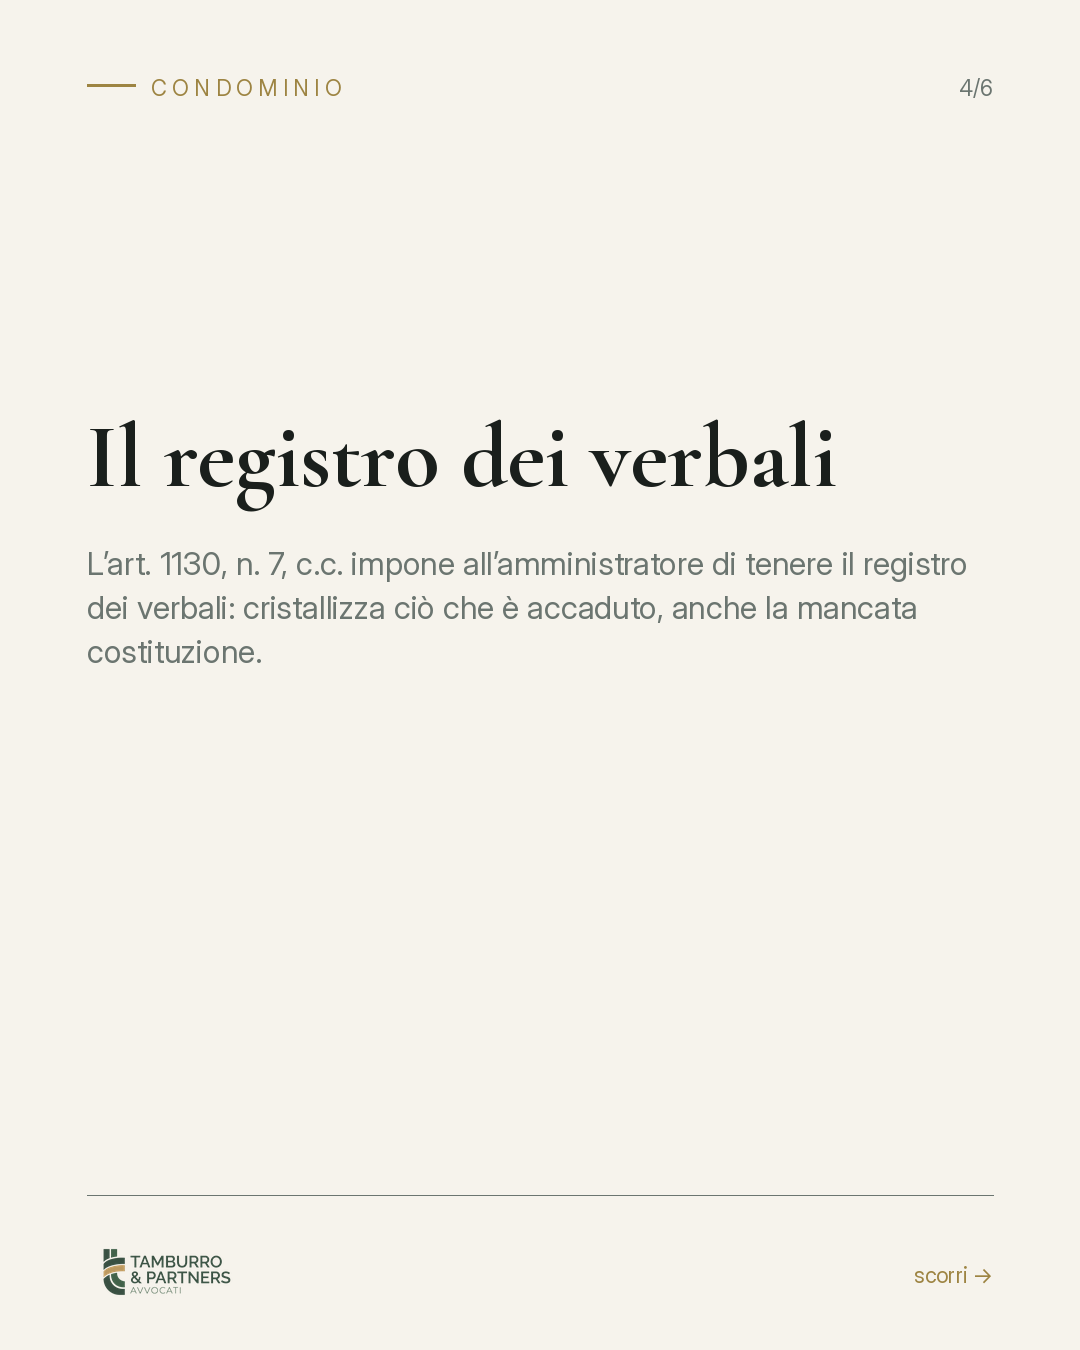 CONDOMINIO
4/6
Il registro dei verbali
L’art. 1130, n. 7, c.c. impone all’amministratore di tenere il registro
dei verbali: cristallizza ciò che è accaduto, anche la mancata
costituzione.
TAMBURRO
& PARTNERS
AVVOCATI
scorri →